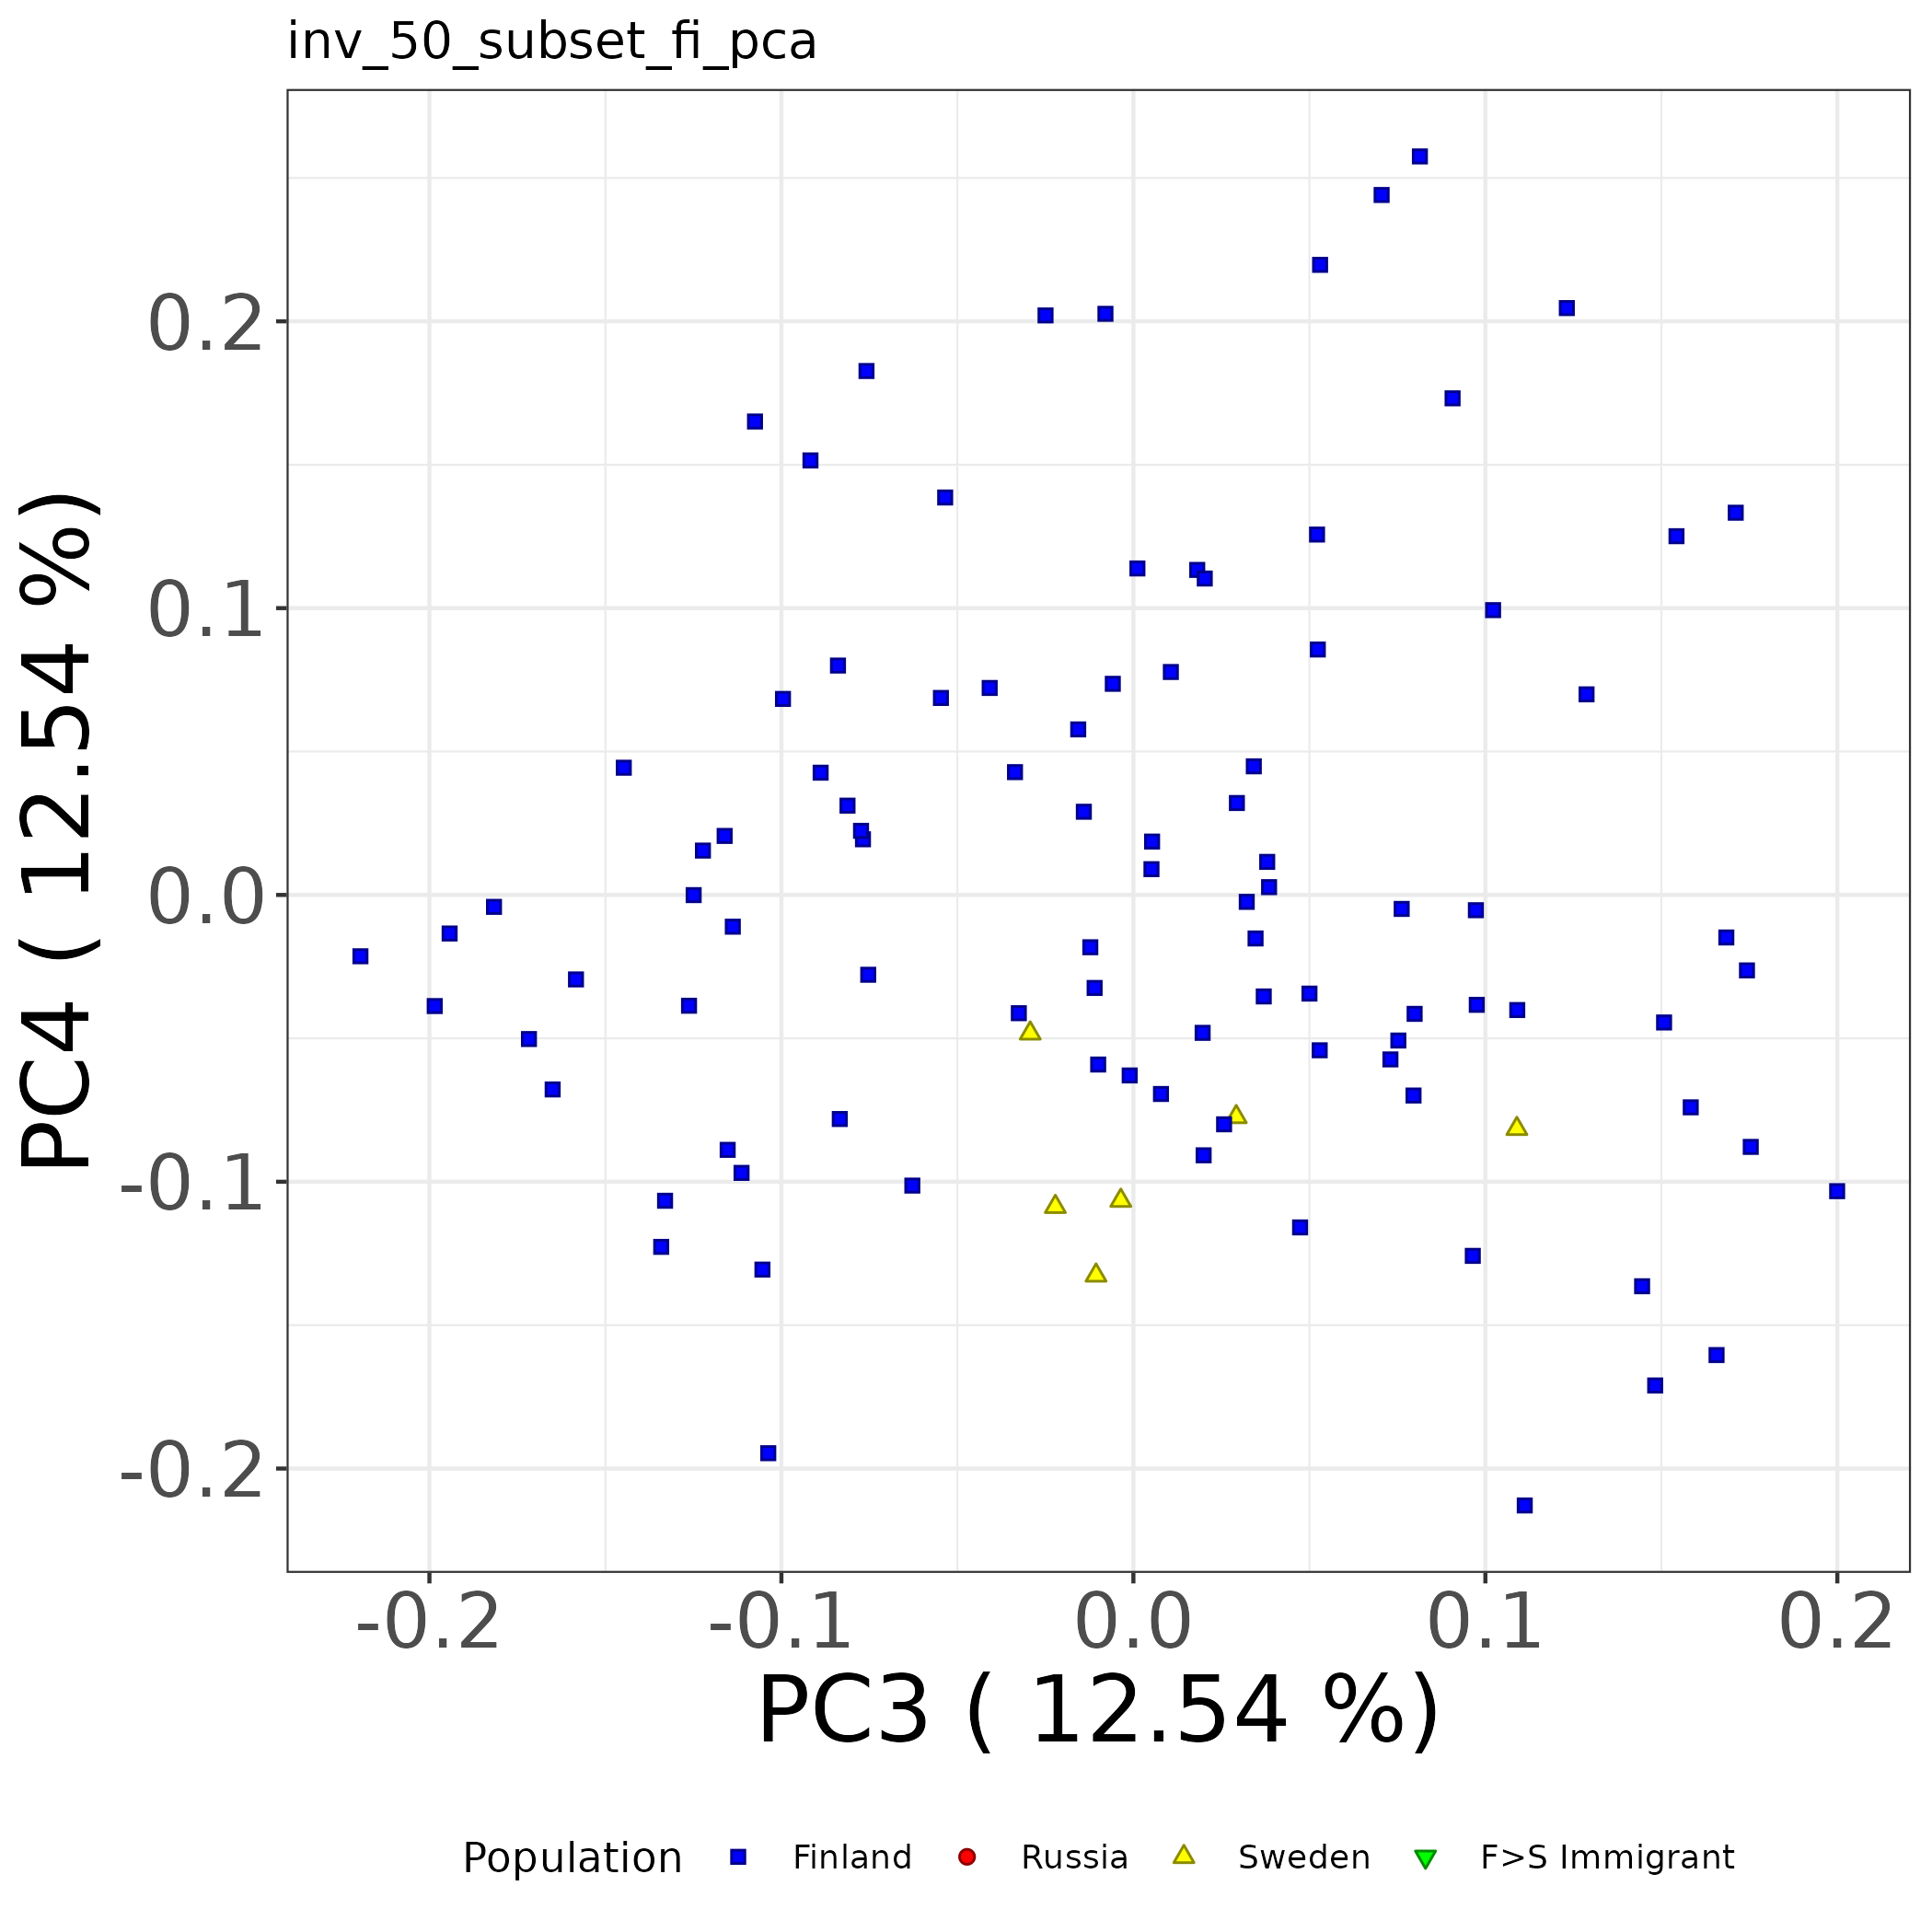 inv_50_subset_fi_pca
PC4 ( 12.54 %)
0.2
0.1
0.0
-0.1
-0.2
-0.2 -0.1 0.0 0.1 0.2
PC3 ( 12.54 %)
Population Finland Russia Sweden F>S Immigrant